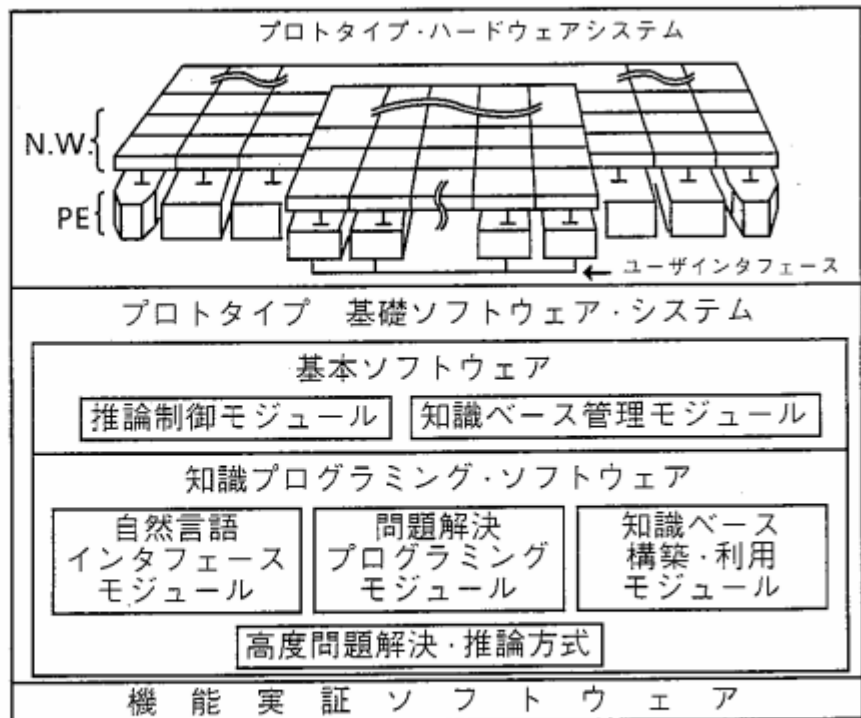 プロトタイプ・ハードウェアシステム
N.W.
PE
ユーザインタフェース
プロトタイプ 基礎ソフトウェア・システム
基本ソフトウェア
推論制御モジュール
知識ベース管理モジュール
知識プログラミング・ソフトウェア
自然言語
インタフェース
モジュール
問題解決
プログラミング
モジュール
知識ベース
構築・利用
モジュール
高度問題解決・推論方式
機能実証ソフトウェア